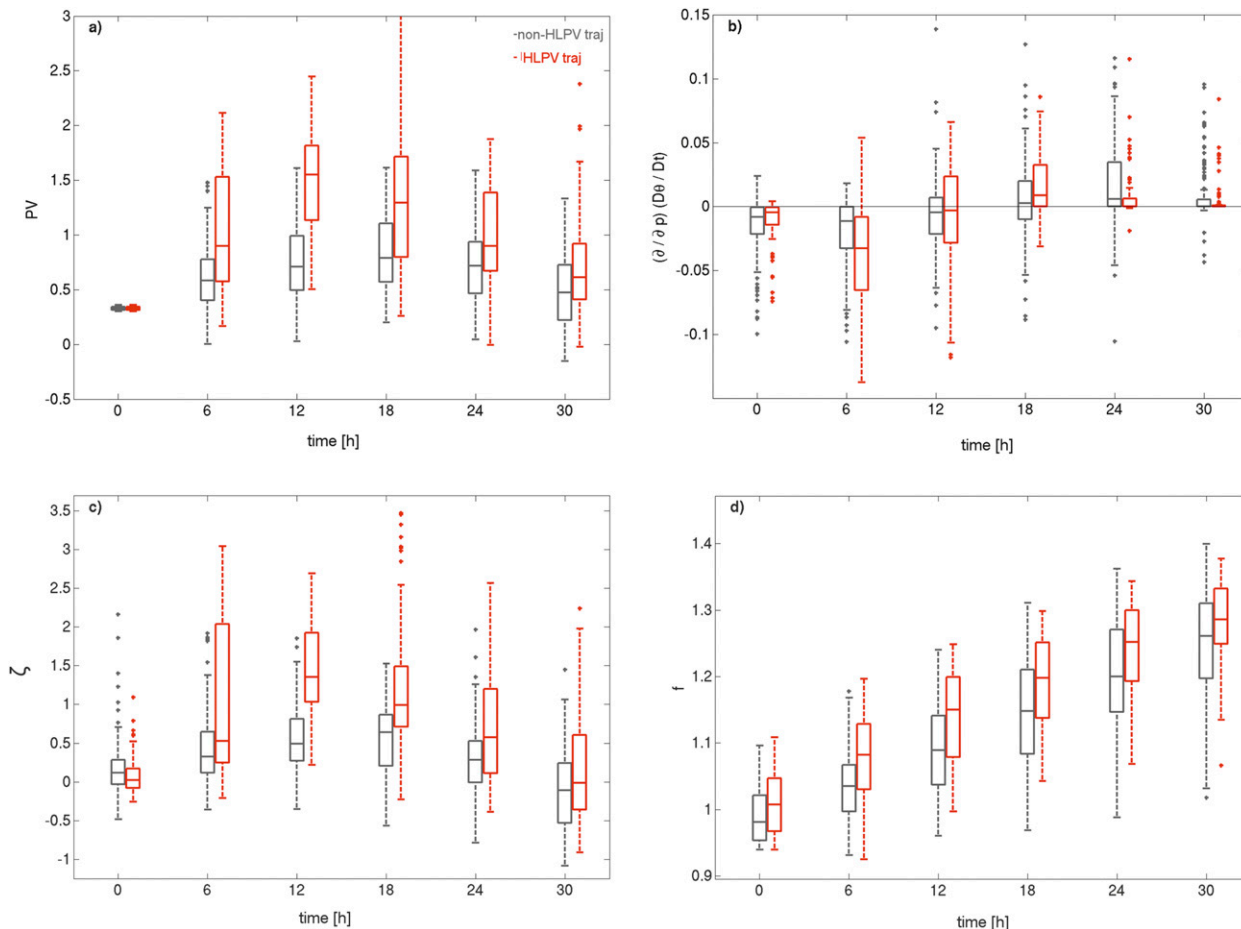 a)
-non-HLPV traj
-HLPV traj
3
2.5
2
1.5
1
0.5
0
-0.5
PV
0 6 12 18 24 30
time [h]
b)
0.15
0.1
0.05
0
-0.05
-0.1
(∂ / ∂ p) (Dθ / Dt)
0 6 12 18 24 30
time [h]
c)
3.5
3
2.5
2
1.5
1
0.5
0
-0.5
-1
ζ
0 6 12 18 24 30
time [h]
d)
1.4
1.3
1.2
1.1
1
0.9
f
0 6 12 18 24 30
time [h]